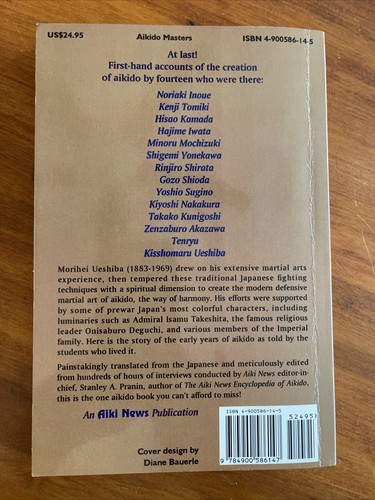 US$24.95 Aikido Masters ISBN 4-900586-14-5
At last!
First-hand accounts of the creation
of aikido by fourteen who were there:
Noriaki Inoue
Kenji Tomiki
Hisao Kamada
Hajime Iwata
Minoru Mochizuki
Shigemi Yonekawa
Rinjiro Shirata
Gozo Shioda
Yoshio Sugino
Kiyoshi Nakakura
Takako Kunigoshi
Zenzaburo Akazawa
Tenryu
Kisshomaru Ueshiba
Morihei Ueshiba (1883-1969) drew on his extensive martial arts
experience, then tempered these traditional Japanese fighting
techniques with a spiritual dimension to create the modern defensive
martial art of aikido, the way of harmony. His efforts were supported
by some of prewar Japan's most colorful characters, including
luminaries such as Admiral Isamu Takeshita, the famous religious
leader Onisaburo Deguchi, and various members of the Imperial
family. Here is the story of the early years of aikido as told by the
students who lived it.
Painstakingly translated from the Japanese and meticulously edited
from hundreds of hours of interviews conducted by Aiki News editor-in-
chief, Stanley A. Pranin, author of The Aiki News Encyclopedia of Aikido,
this is the one aikido book you can't afford to miss!
An Aiki News Publication
ISBN 4-900586-14-5
52495
9 784900 586147
Cover design by
Diane Bauerle